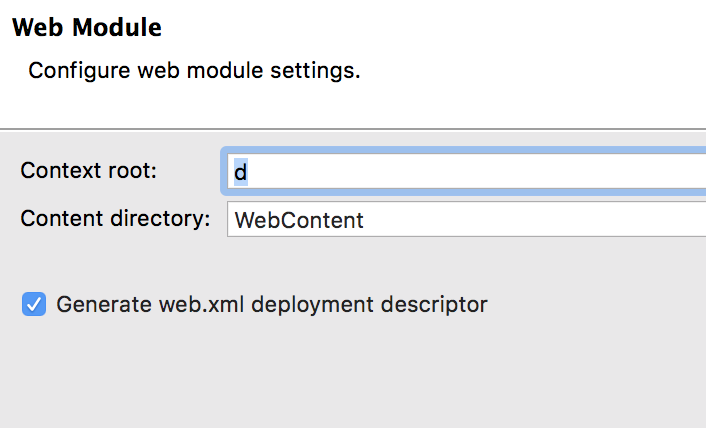 Web Module
Configure web module settings.
Context root: d
Content directory: WebContent
Generate web.xml deployment descriptor